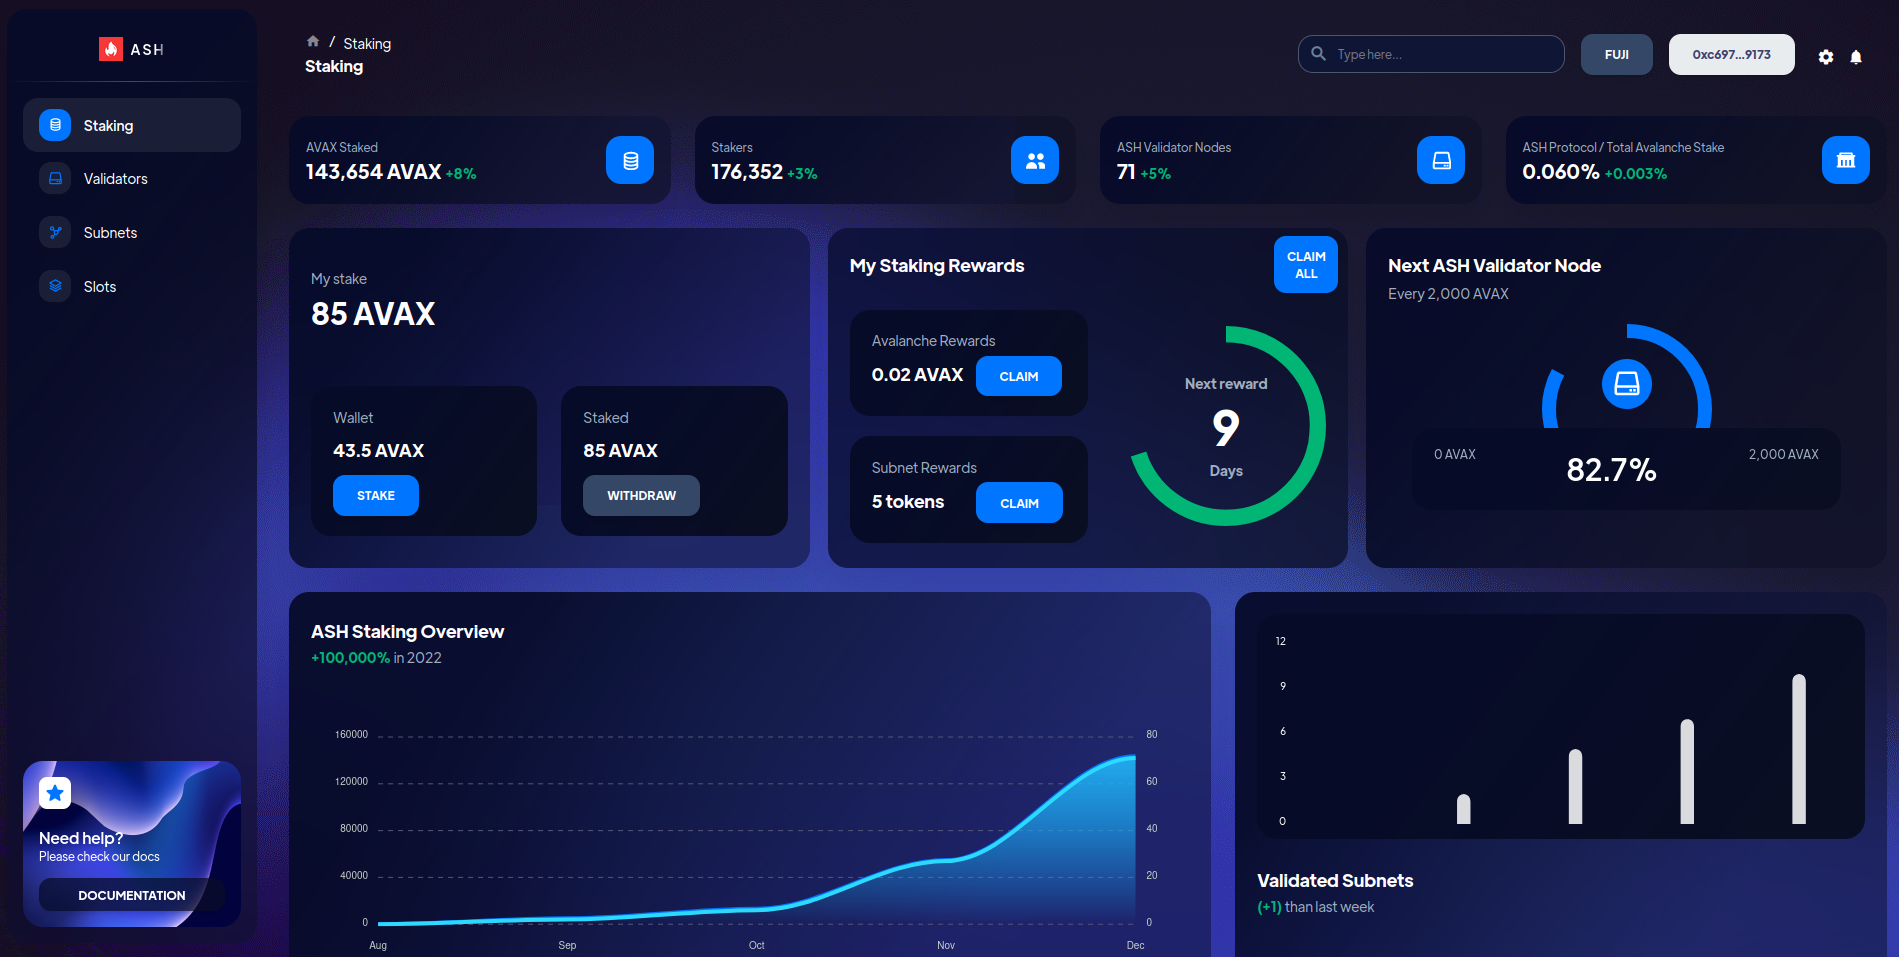 ASH
Staking
Validators
Subnets
Slots
Need help?
Please check our docs
DOCUMENTATION
/ Staking
Staking
Type here...
FUJI
0xc697...9173
AVAX Staked
143,654 AVAX +8%
Stakers
176,352 +3%
ASH Validator Nodes
71 +5%
ASH Protocol / Total Avalanche Stake
0.060% +0.003%
My stake
85 AVAX
Wallet
43.5 AVAX
STAKE
Staked
85 AVAX
WITHDRAW
My Staking Rewards
CLAIM
ALL
Avalanche Rewards
0.02 AVAX CLAIM
Subnet Rewards
5 tokens CLAIM
Next reward
9
Days
Next ASH Validator Node
Every 2,000 AVAX
0 AVAX
82.7%
2,000 AVAX
ASH Staking Overview
+100,000% in 2022
160000
120000
80000
40000
0
80
60
40
20
0
Aug Sep Oct Nov Dec
12
9
6
3
0
Validated Subnets
(+1) than last week